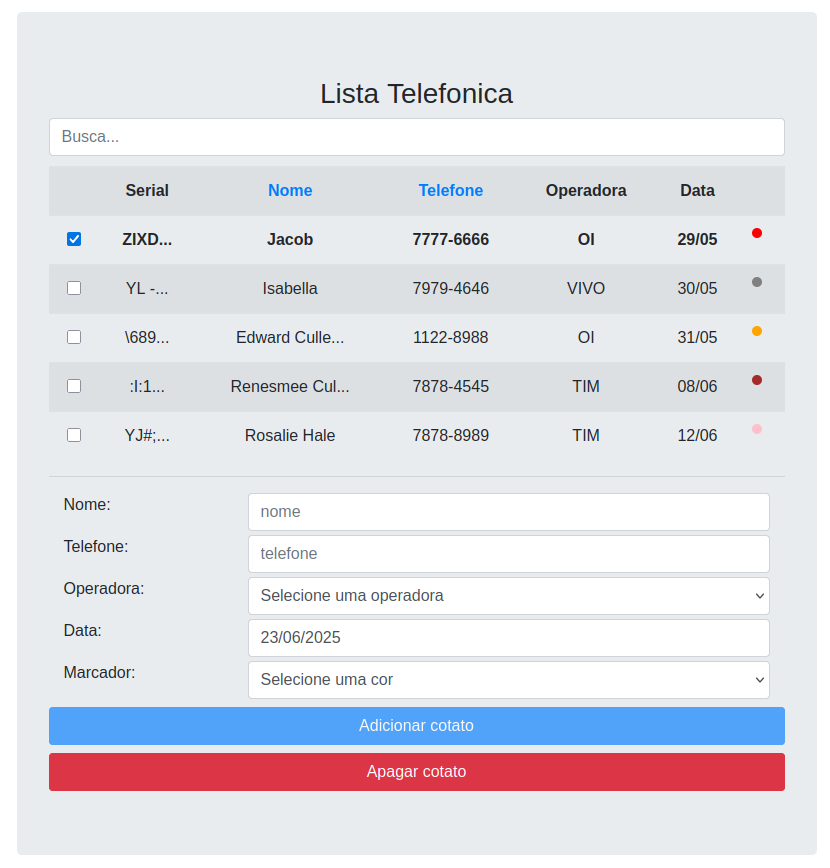 Lista Telefonica
Busca...
Serial Nome Telefone Operadora Data
ZIXD... Jacob 7777-6666 OI 29/05
YL -... Isabella 7979-4646 VIVO 30/05
\689... Edward Culle... 1122-8988 OI 31/05
:I:1... Renesmee Cul... 7878-4545 TIM 08/06
YJ#;... Rosalie Hale 7878-8989 TIM 12/06
Nome: nome
Telefone: telefone
Operadora: Selecione uma operadora
Data: 23/06/2025
Marcador: Selecione uma cor
Adicionar cotato
Apagar cotato